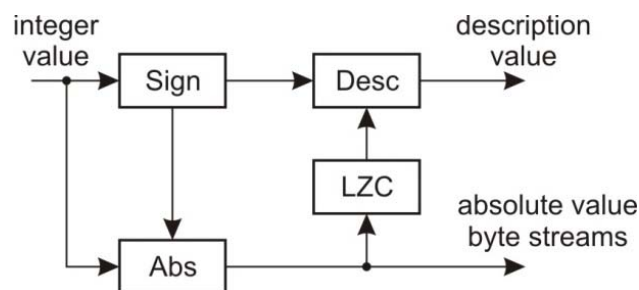 integer
value
Sign
Desc
description
value
LZC
Abs
absolute value
byte streams